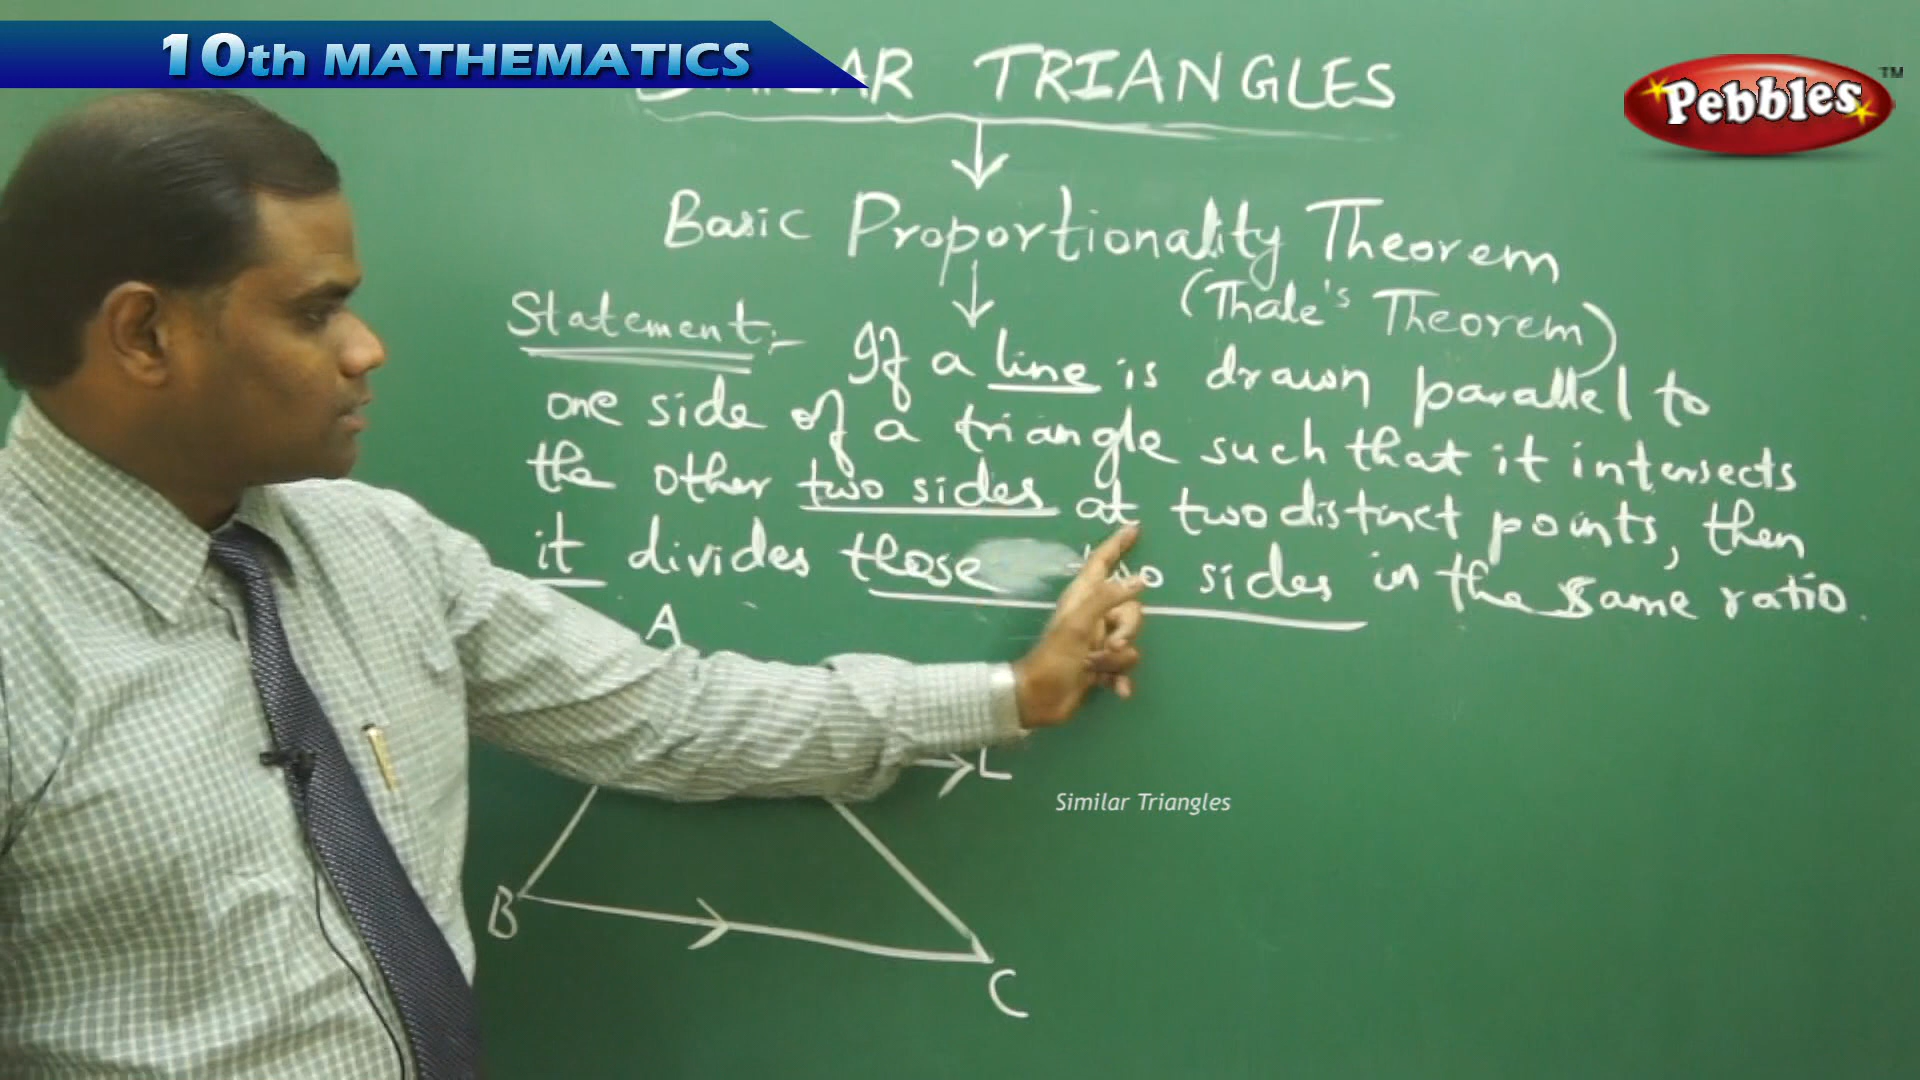 10th MATHEMATICS
TRIANGLES
Pebbles TM
Basic Proportionality Theorem
(Thale's Theorem)
Statement:- If a line is drawn parallel to
one side of a triangle such that it intersects
the other two sides at two distinct points, then
it divides those two sides in the same ratio.
A
L
Similar Triangles
B
C